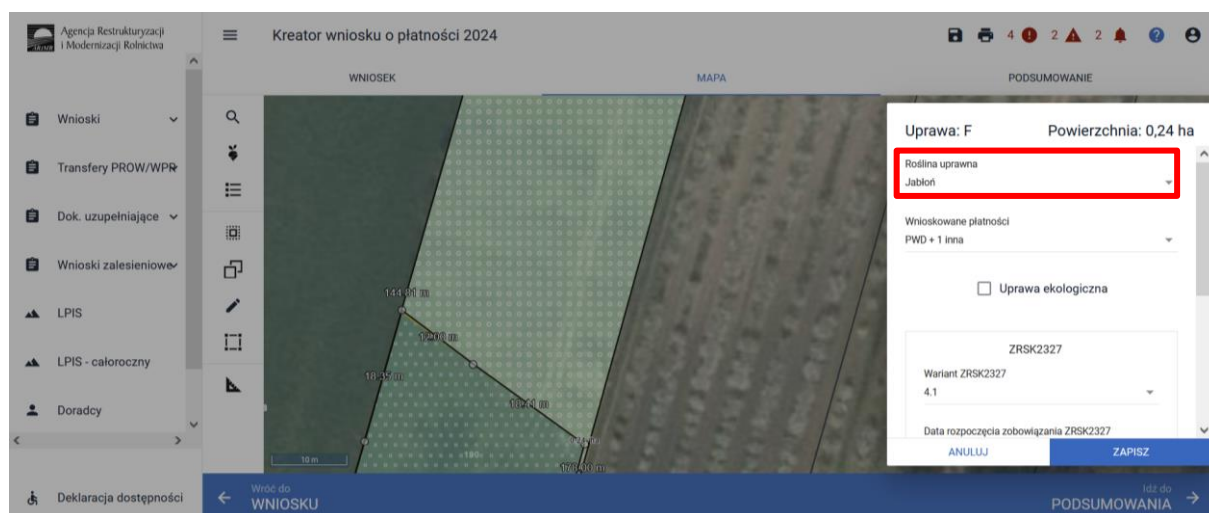 Agencja Restrukturyzacji
i Modernizacji Rolnictwa
Kreator wniosku o płatności 2024
4 2 2
WNIOSEK MAPA PODSUMOWANIE
Wnioski
Transfery PROW/WPR
Dok. uzupełniające
Wnioski zalesieniowe
LPIS
LPIS - całoroczny
Doradcy
Deklaracja dostępności
18,35 m
10 m
Uprawa: F Powierzchnia: 0,24 ha
Roślina uprawna
Jabłoń
Wnioskowane płatności
PWD + 1 inna
Uprawa ekologiczna
ZRSK2327
Wariant ZRSK2327
4.1
Data rozpoczęcia zobowiązania ZRSK2327
ANULUJ ZAPISZ
Wróć do
WNIOSKU
Idź do
PODSUMOWANIA